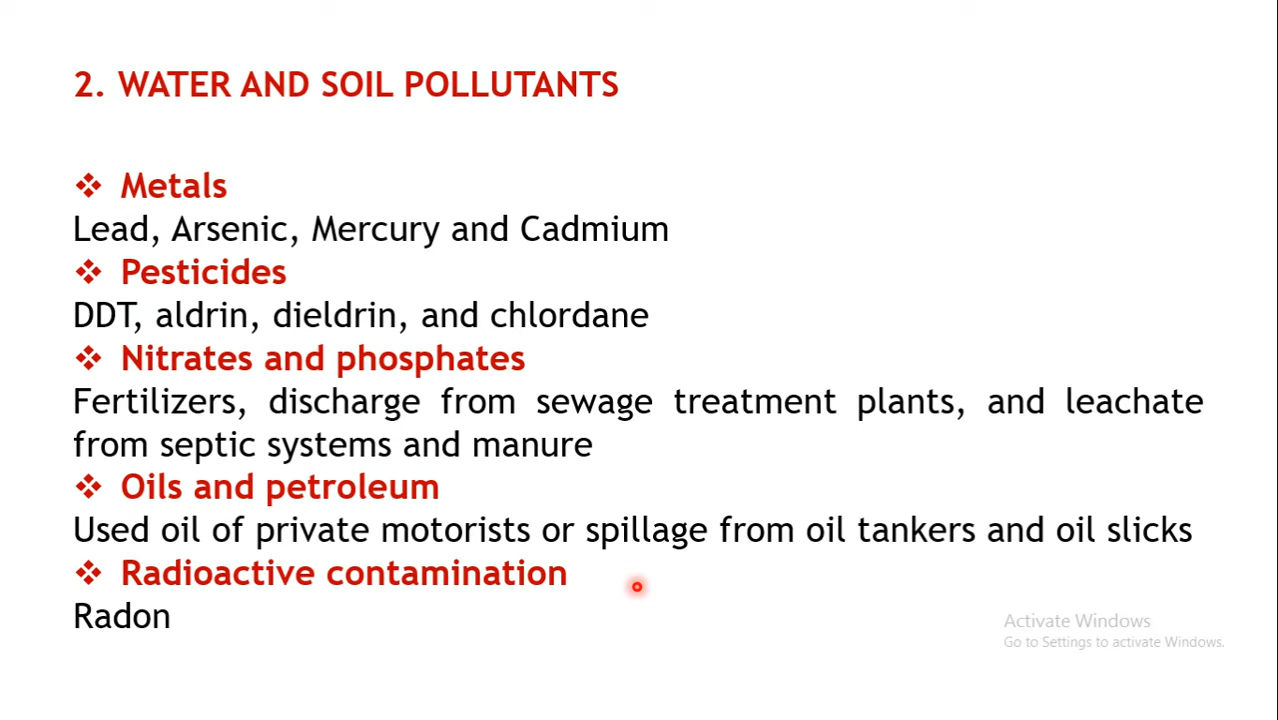 2. WATER AND SOIL POLLUTANTS
❖ Metals
Lead, Arsenic, Mercury and Cadmium
❖ Pesticides
DDT, aldrin, dieldrin, and chlordane
❖ Nitrates and phosphates
Fertilizers, discharge from sewage treatment plants, and leachate
from septic systems and manure
❖ Oils and petroleum
Used oil of private motorists or spillage from oil tankers and oil slicks
❖ Radioactive contamination
Radon
Activate Windows
Go to Settings to activate Windows.